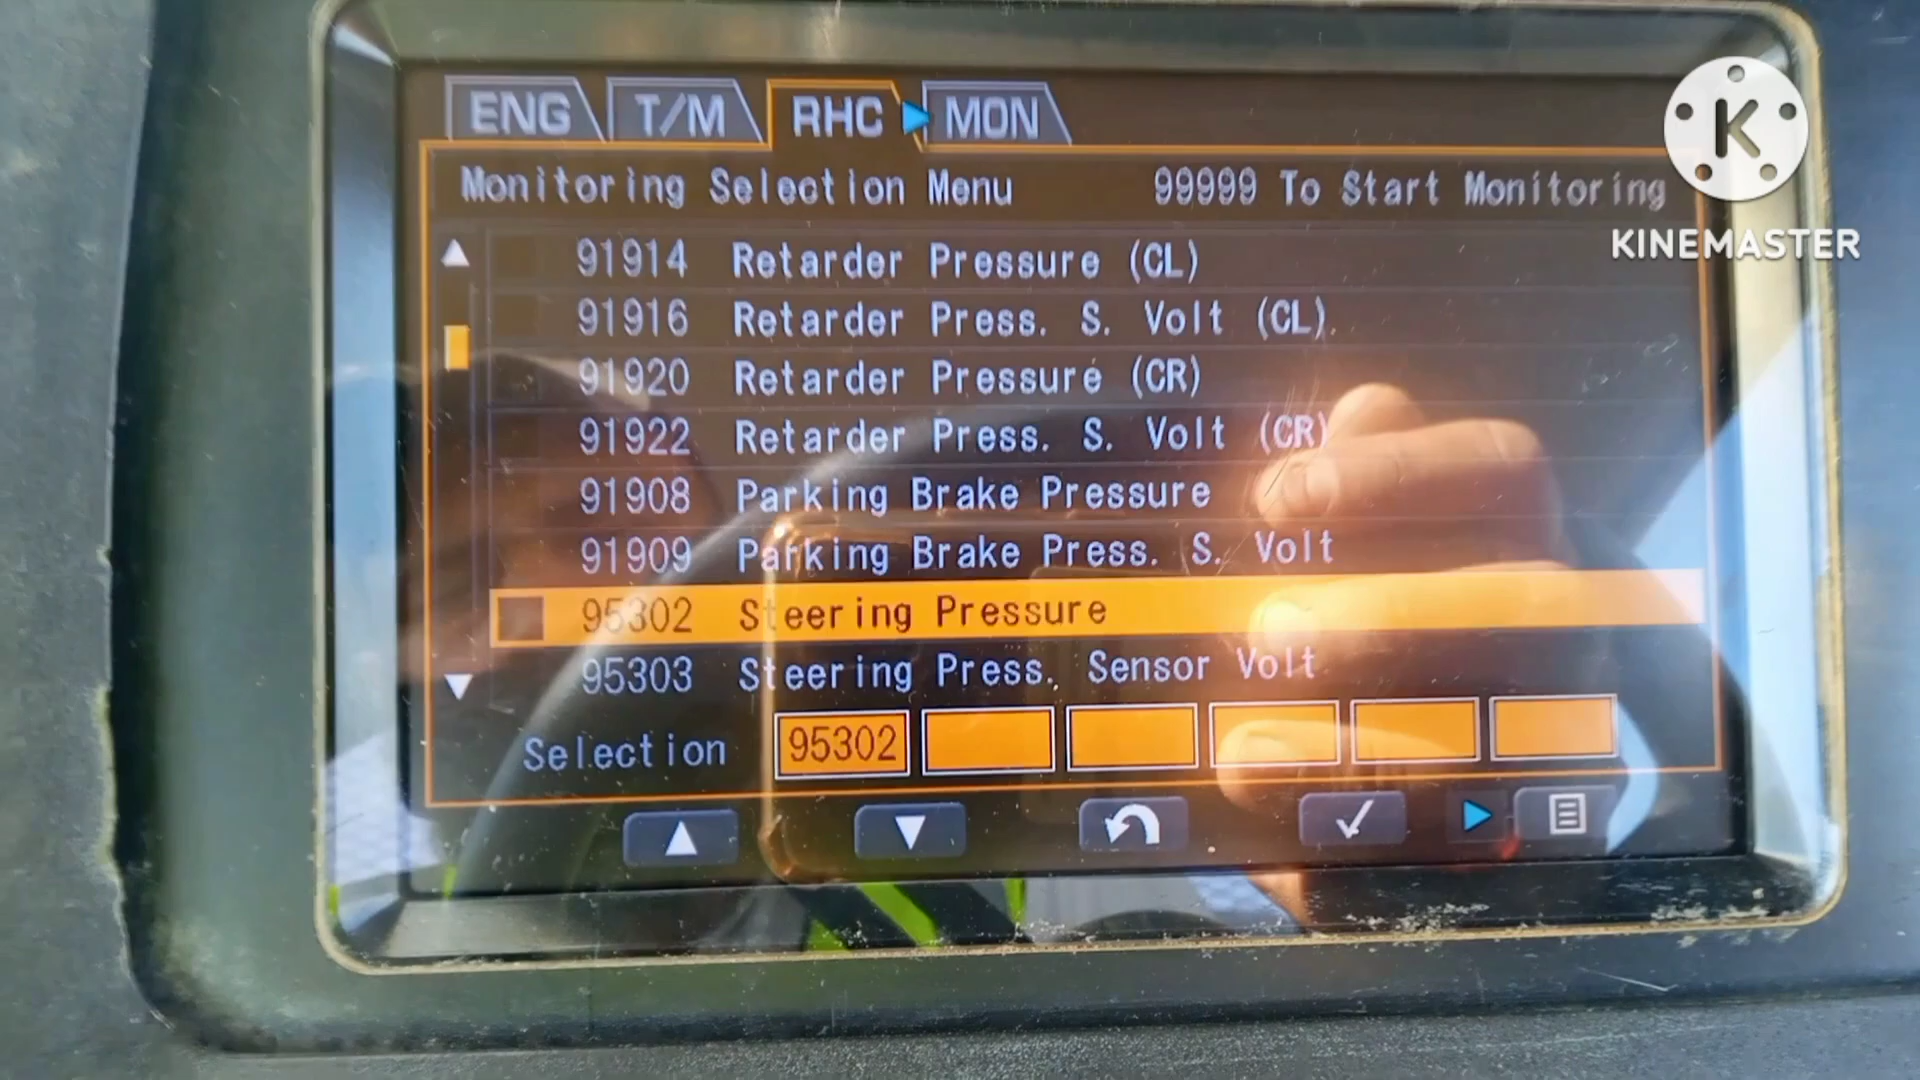 ENG T/M RHC MON
Monitoring Selection Menu 99999 To Start Monitoring
91914 Retarder Pressure (CL)
91916 Retarder Press. S. Volt (CL)
91920 Retarder Pressure (CR)
91922 Retarder Press. S. Volt (CR)
91908 Parking Brake Pressure
91909 Parking Brake Press. S. Volt
95302 Steering Pressure
95303 Steering Press. Sensor Volt
Selection 95302
K
KINEMASTER